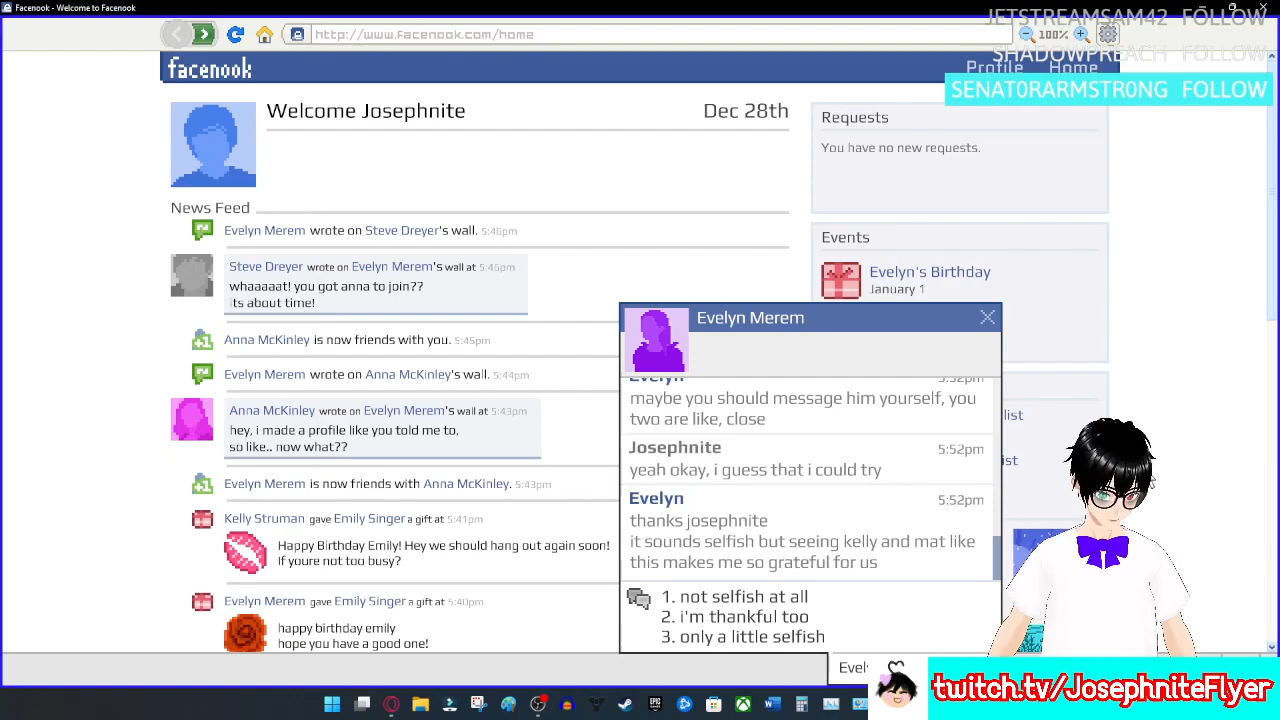 Facenook - Welcome to Facenook
JETSTREAMSAM42 FOLLOW
http://www.facenook.com/home
100%
SHADOWPREACH FOLLOW
facenook
Profile
Home
SENAT0RARMSTR0NG FOLLOW
Welcome Josephnite
Dec 28th
Requests
You have no new requests.
News Feed
Evelyn Merem wrote on Steve Dreyer's wall. 5:46pm
Events
Steve Dreyer wrote on Evelyn Merem's wall at 5:46pm
whaaaaat! you got anna to join??
its about time!
Evelyn's Birthday
January 1
Anna McKinley is now friends with you. 5:45pm
Evelyn Merem wrote on Anna McKinley's wall. 5:44pm
Anna McKinley wrote on Evelyn Merem's wall at 5:43pm
hey, i made a profile like you told me to,
so like.. now what??
Evelyn Merem is now friends with Anna McKinley. 5:43pm
Kelly Struman gave Emily Singer a gift at 5:41pm
Happy Birthday Emily! Hey we should hang out again soon!
If youre not too busy?
Evelyn Merem gave Emily Singer a gift at 5:40pm
happy birthday emily
hope you have a good one!
Evelyn Merem
Evelyn 5:52pm
maybe you should message him yourself, you
two are like, close
Josephnite 5:52pm
yeah okay, i guess that i could try
Evelyn 5:52pm
thanks josephnite
it sounds selfish but seeing kelly and mat like
this makes me so grateful for us
1. not selfish at all
2. i'm thankful too
3. only a little selfish
list
ist
Evel
twitch.tv/JosephniteFlyer